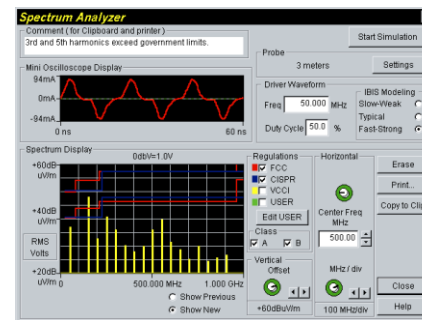 Spectrum Analyzer
Comment ( for Clipboard and printer )
3rd and 5th harmonics exceed government limits.
Start Simulation
Probe
3 meters
Settings
Mini Oscilloscope Display
94mA
0mA
-94mA
0 ns
60 ns
Driver Waveform
Freq 50.000 MHz
Duty Cycle 50.0 %
IBIS Modeling
Slow-Weak
Typical
Fast-Strong
Spectrum Display
0dbV=1.0V
+60dB
uV/m
+40dB
uV/m
RMS
Volts
+20dB
uV/m
0
500.000 MHz
1.000 GHz
Show Previous
Show New
Regulations
FCC
CISPR
VCCI
USER
Edit USER
Class
A
B
Vertical
Offset
+60dBuV/m
Horizontal
Center Freq
MHz
500.00
MHz/ div
100 MHz/div
Erase
Print...
Copy to Cli
Close
Help